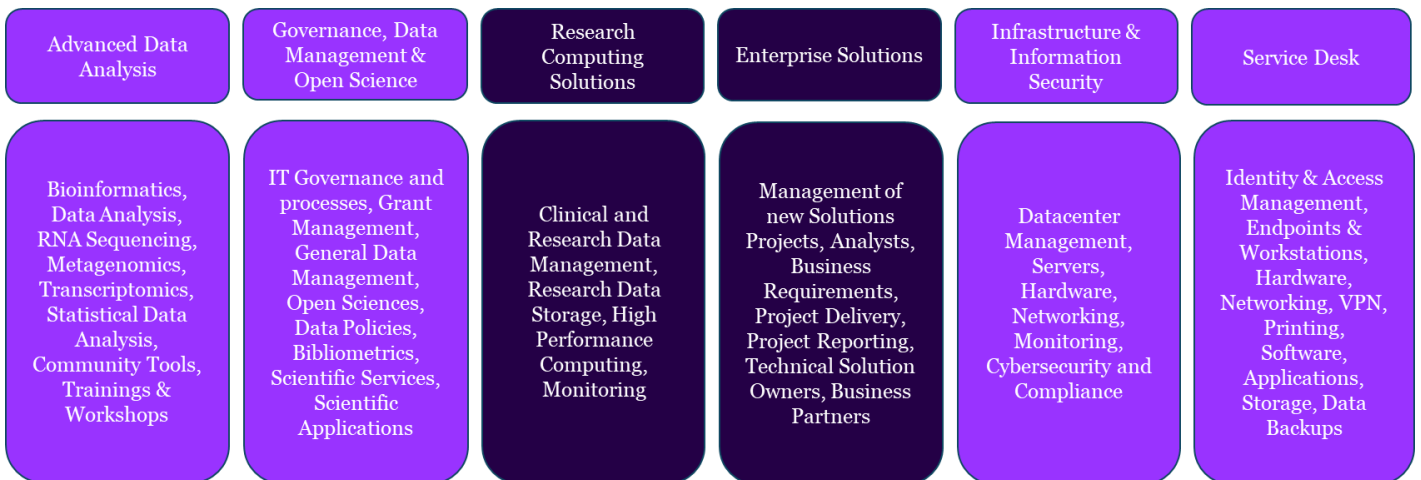 Advanced Data
Analysis
Governance, Data
Management &
Open Science
Research
Computing
Solutions
Enterprise Solutions
Infrastructure &
Information
Security
Service Desk
Bioinformatics,
Data Analysis,
RNA Sequencing,
Metagenomics,
Transcriptomics,
Statistical Data
Analysis,
Community Tools,
Trainings &
Workshops
IT Governance and
processes, Grant
Management,
General Data
Management,
Open Sciences,
Data Policies,
Bibliometrics,
Scientific Services,
Scientific
Applications
Clinical and
Research Data
Management,
Research Data
Storage, High
Performance
Computing,
Monitoring
Management of
new Solutions
Projects, Analysts,
Business
Requirements,
Project Delivery,
Project Reporting,
Technical Solution
Owners, Business
Partners
Datacenter
Management,
Servers,
Hardware,
Networking,
Monitoring,
Cybersecurity and
Compliance
Identity & Access
Management,
Endpoints &
Workstations,
Hardware,
Networking, VPN,
Printing,
Software,
Applications,
Storage, Data
Backups